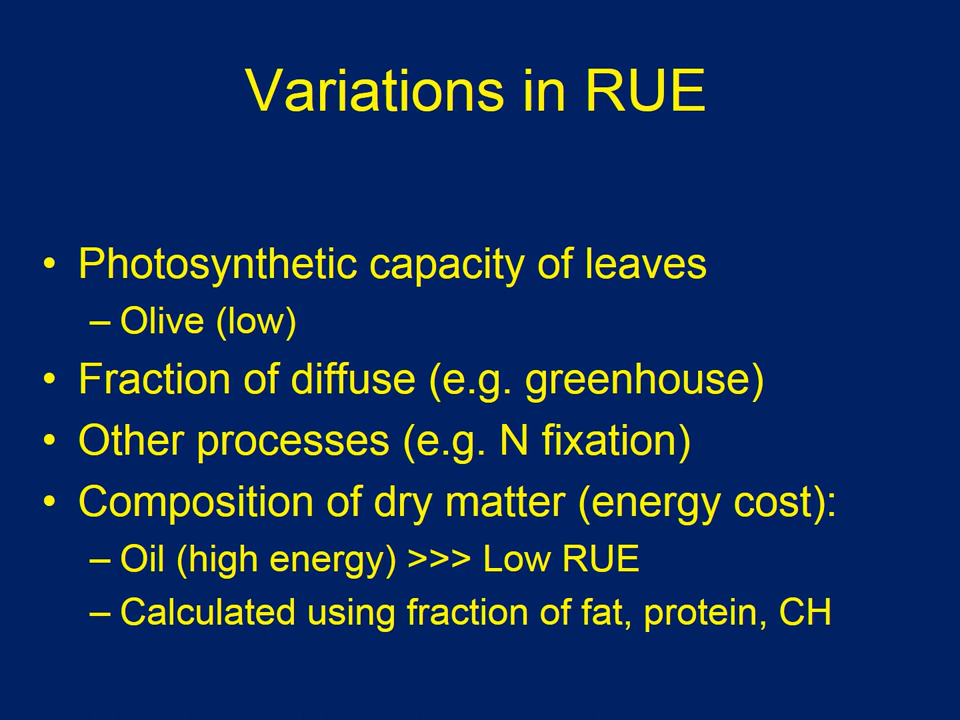 Variations in RUE
• Photosynthetic capacity of leaves
– Olive (low)
• Fraction of diffuse (e.g. greenhouse)
• Other processes (e.g. N fixation)
• Composition of dry matter (energy cost):
– Oil (high energy) >>> Low RUE
– Calculated using fraction of fat, protein, CH